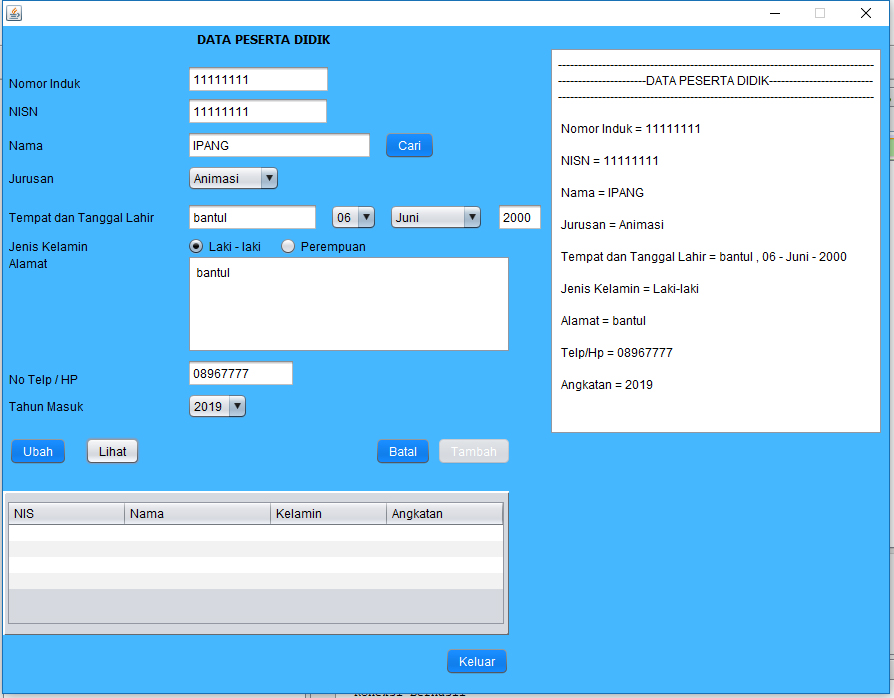 DATA PESERTA DIDIK
Nomor Induk 11111111
NISN 11111111
Nama IPANG Cari
Jurusan Animasi
Tempat dan Tanggal Lahir bantul 06 Juni 2000
Jenis Kelamin Laki - laki Perempuan
Alamat bantul
No Telp / HP 08967777
Tahun Masuk 2019
Ubah Lihat Batal Tambah
NIS Nama Kelamin Angkatan
Keluar
-------------------------------------------------------------------------------
----------------------DATA PESERTA DIDIK--------------------------
-------------------------------------------------------------------------------
Nomor Induk = 11111111
NISN = 11111111
Nama = IPANG
Jurusan = Animasi
Tempat dan Tanggal Lahir = bantul , 06 - Juni - 2000
Jenis Kelamin = Laki-laki
Alamat = bantul
Telp/Hp = 08967777
Angkatan = 2019